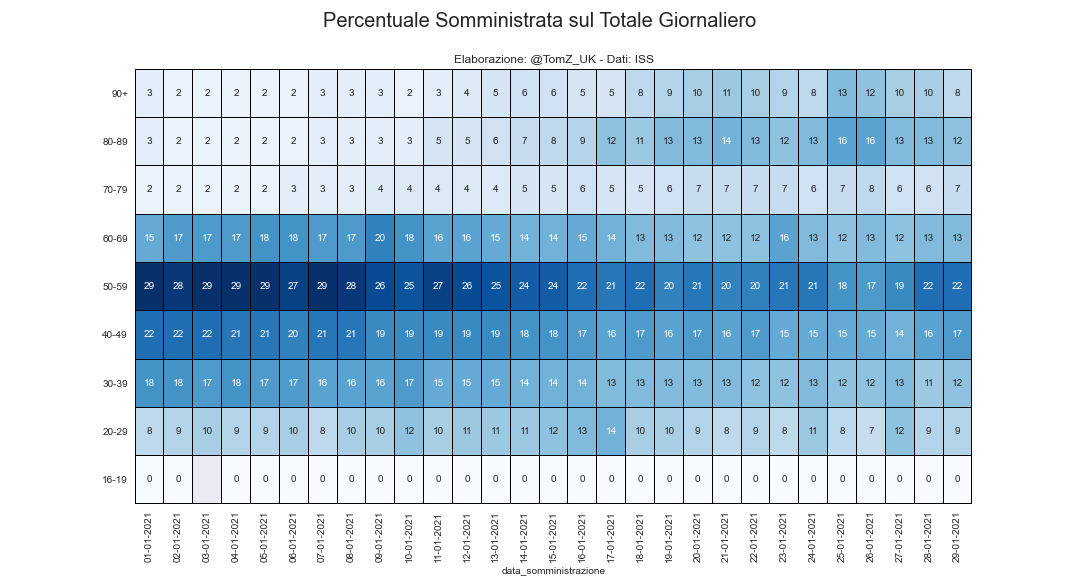 Percentuale Somministrata sul Totale Giornaliero
Elaborazione: @TomZ_UK - Dati: ISS
90+ 3 2 2 2 2 2 3 3 3 2 3 4 5 6 6 5 5 8 9 10 11 10 9 8 13 12 10 10 8
80-89 3 2 2 2 2 2 3 3 3 3 5 5 6 7 8 9 12 11 13 13 14 13 12 13 16 16 13 13 12
70-79 2 2 2 2 2 3 3 3 4 4 4 4 4 5 5 6 5 5 6 7 7 7 7 6 7 8 6 6 7
60-69 15 17 17 17 18 18 17 17 20 18 16 16 15 14 14 15 14 13 13 12 12 12 16 13 12 13 12 13 13
50-59 29 28 29 29 29 27 29 28 26 25 27 26 25 24 24 22 21 22 20 21 20 20 21 21 18 17 19 22 22
40-49 22 22 22 21 21 20 21 21 19 19 19 19 19 18 18 17 16 17 16 17 16 17 15 15 15 15 14 16 17
30-39 18 18 17 18 17 17 16 16 16 17 15 15 15 14 14 14 13 13 13 13 13 12 12 13 12 12 13 11 12
20-29 8 9 10 9 9 10 8 10 10 12 10 11 11 11 12 13 14 10 10 9 8 9 8 11 8 7 12 9 9
16-19 0 0 0 0 0 0 0 0 0 0 0 0 0 0 0 0 0 0 0 0 0 0 0 0 0 0 0 0
01-01-2021 02-01-2021 03-01-2021 04-01-2021 05-01-2021 06-01-2021 07-01-2021 08-01-2021 09-01-2021 10-01-2021 11-01-2021 12-01-2021 13-01-2021 14-01-2021 15-01-2021 16-01-2021 17-01-2021 18-01-2021 19-01-2021 20-01-2021 21-01-2021 22-01-2021 23-01-2021 24-01-2021 25-01-2021 26-01-2021 27-01-2021 28-01-2021 29-01-2021
data_somministrazione